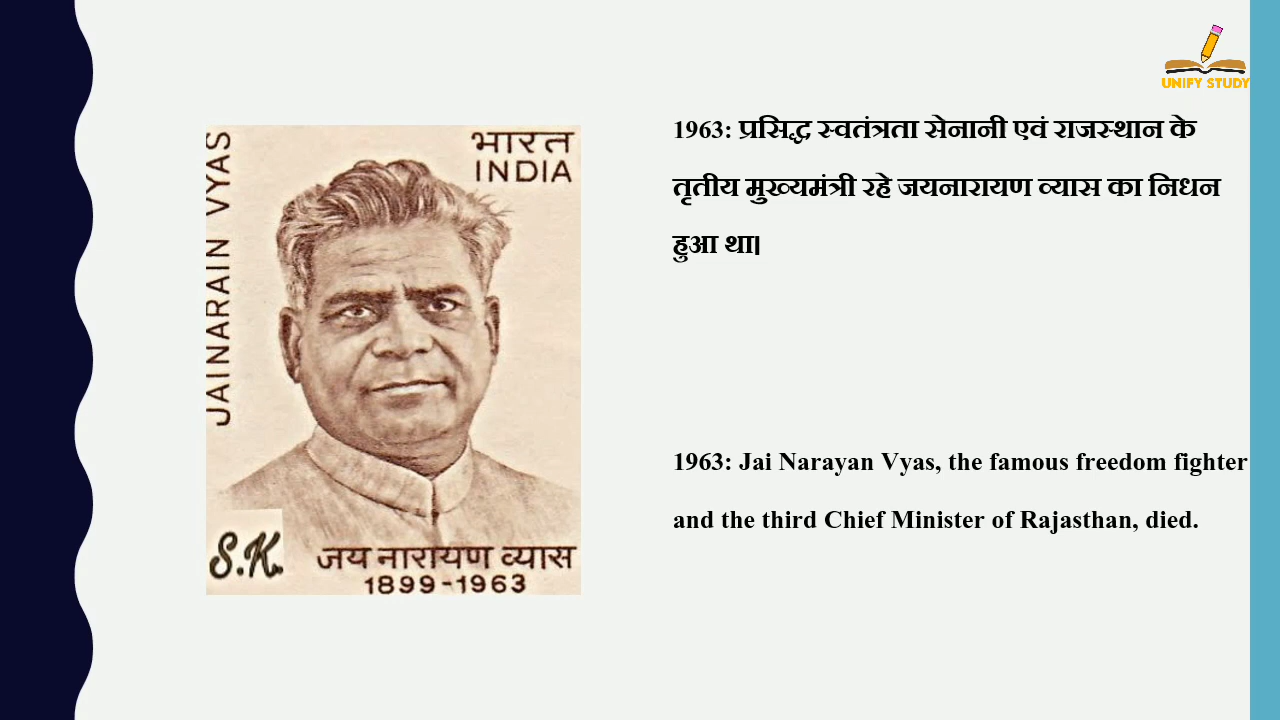 UNIFY STUDY
JAINARAIN VYAS
भारत
INDIA
S.K.
जय नारायण व्यास
1899-1963
1963: प्रसिद्ध स्वतंत्रता सेनानी एवं राजस्थान के
तृतीय मुख्यमंत्री रहे जयनारायण व्यास का निधन
हुआ था।
1963: Jai Narayan Vyas, the famous freedom fighter
and the third Chief Minister of Rajasthan, died.